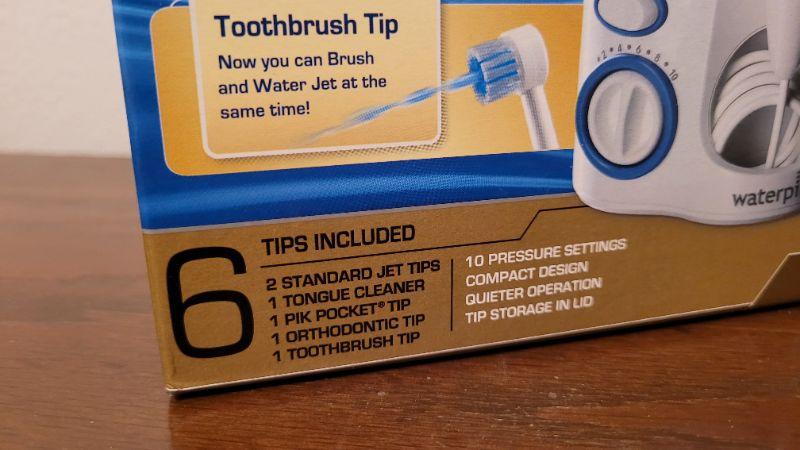 Toothbrush Tip
Now you can Brush
and Water Jet at the
same time!
2 4 6 8 10
waterpi
6
TIPS INCLUDED
2 STANDARD JET TIPS
1 TONGUE CLEANER
1 PIK POCKET® TIP
1 ORTHODONTIC TIP
1 TOOTHBRUSH TIP
10 PRESSURE SETTINGS
COMPACT DESIGN
QUIETER OPERATION
TIP STORAGE IN LID